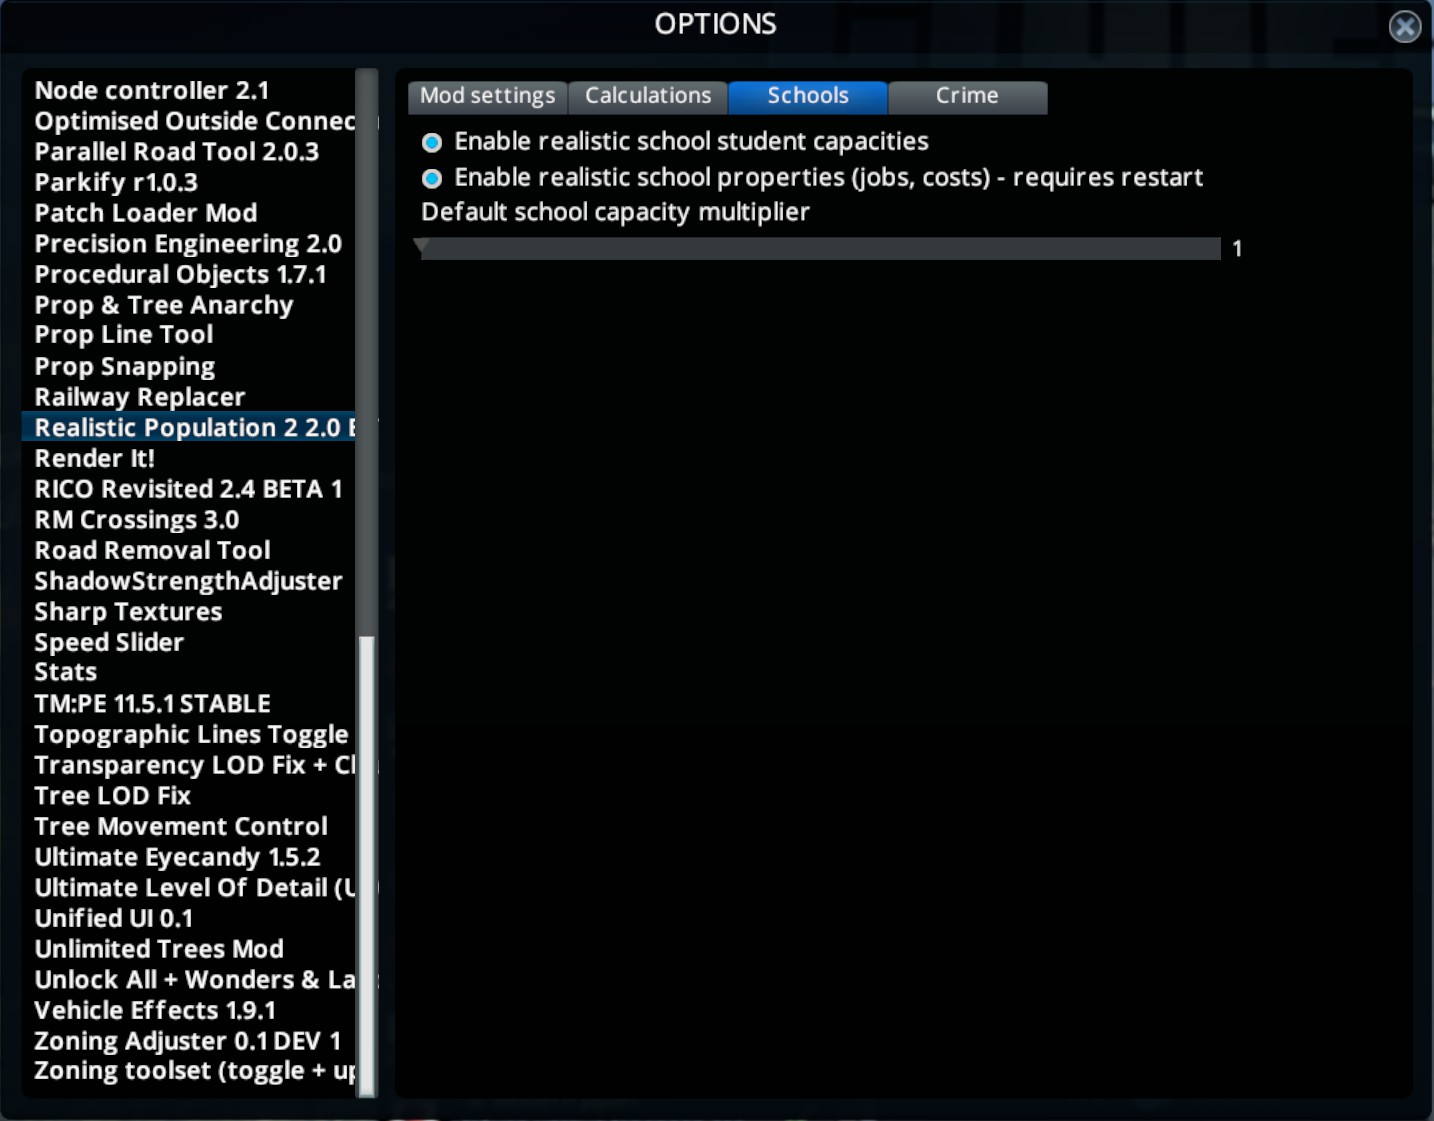 OPTIONS
Node controller 2.1
Optimised Outside Connec
Parallel Road Tool 2.0.3
Parkify r1.0.3
Patch Loader Mod
Precision Engineering 2.0
Procedural Objects 1.7.1
Prop & Tree Anarchy
Prop Line Tool
Prop Snapping
Railway Replacer
Realistic Population 2 2.0
Render It!
RICO Revisited 2.4 BETA 1
RM Crossings 3.0
Road Removal Tool
ShadowStrengthAdjuster
Sharp Textures
Speed Slider
Stats
TM:PE 11.5.1 STABLE
Topographic Lines Toggle
Transparency LOD Fix +
Tree LOD Fix
Tree Movement Control
Ultimate Eyecandy 1.5.2
Ultimate Level Of Detail
Unified UI 0.1
Unlimited Trees Mod
Unlock All + Wonders & La
Vehicle Effects 1.9.1
Zoning Adjuster 0.1 DEV 1
Zoning toolset (toggle + up
Mod settings Calculations Schools Crime
Enable realistic school student capacities
Enable realistic school properties (jobs, costs) - requires restart
Default school capacity multiplier
1